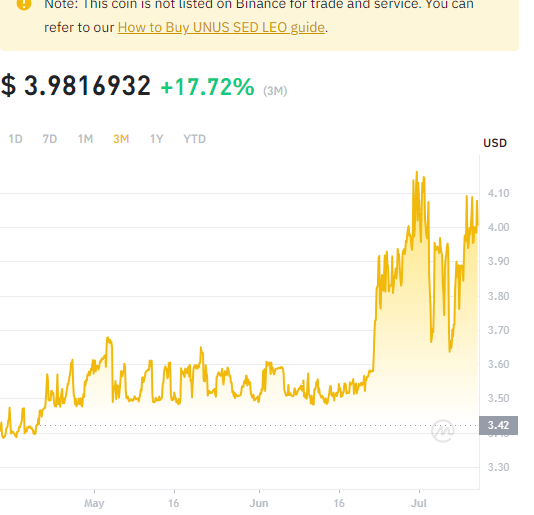 Note: This coin is not listed on Binance for trade and service. You can
refer to our How to Buy UNUS SED LEO guide.
$ 3.9816932 +17.72% (3M)
1D 7D 1M 3M 1Y YTD
USD
4.10
4.00
3.90
3.80
3.70
3.60
3.50
3.42
3.30
May 16 Jun 16 Jul